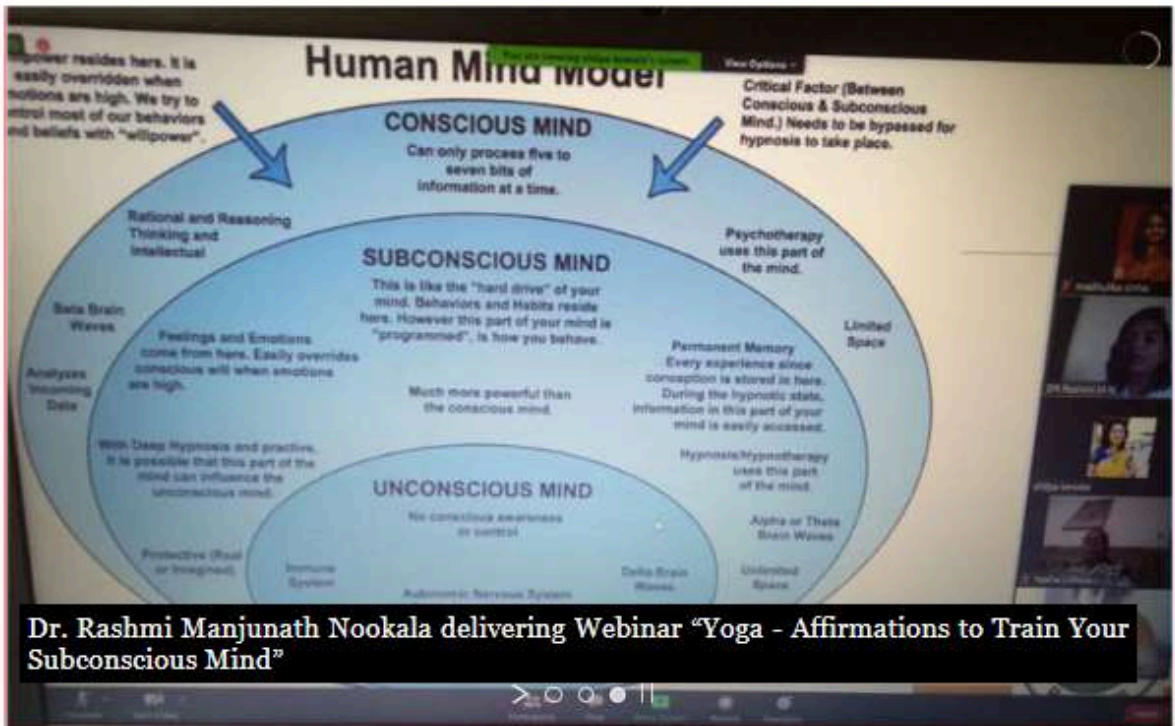 Human Mind Model
View Options
power resides here. It is
easily overridden when
motions are high. We try to
ntrol most of our behaviors
nd beliefs with "willpower".
Critical Factor (Between
Conscious & Subconscious
Mind.) Needs to be bypassed for
hypnosis to take place.
CONSCIOUS MIND
Can only process five to
seven bits of
information at a time.
Rational and Reasoning
Thinking and
Intellectual
Psychotherapy
uses this part of
the mind.
SUBCONSCIOUS MIND
This is like the "hard drive" of your
mind. Behaviors and Habits reside
here. However this part of your mind is
"programmed", is how you behave.
Beta Brain
Waves
Limited
Space
Feelings and Emotions
come from here. Easily overrides
conscious will when emotions
are high.
Permanent Memory
Every experience since
conception is stored in here.
During the hypnotic state,
information in this part of your
mind is easily accessed.
Analyzes
Incoming
Data
Much more powerful than
the conscious mind.
With Deep Hypnosis and practive,
it is possible that this part of the
mind can influence the
unconscious mind.
Hypnosis/Hypnotherapy
uses this part
of the mind.
UNCONSCIOUS MIND
No conscious awareness
or control
Alpha or Theta
Brain Waves
Protective (Real
or Imagined)
Immune
System
Delta Brain
Waves
Unlimited
Space
Autonomic Nervous System
Dr. Rashmi Manjunath Nookala delivering Webinar “Yoga - Affirmations to Train Your
Subconscious Mind”